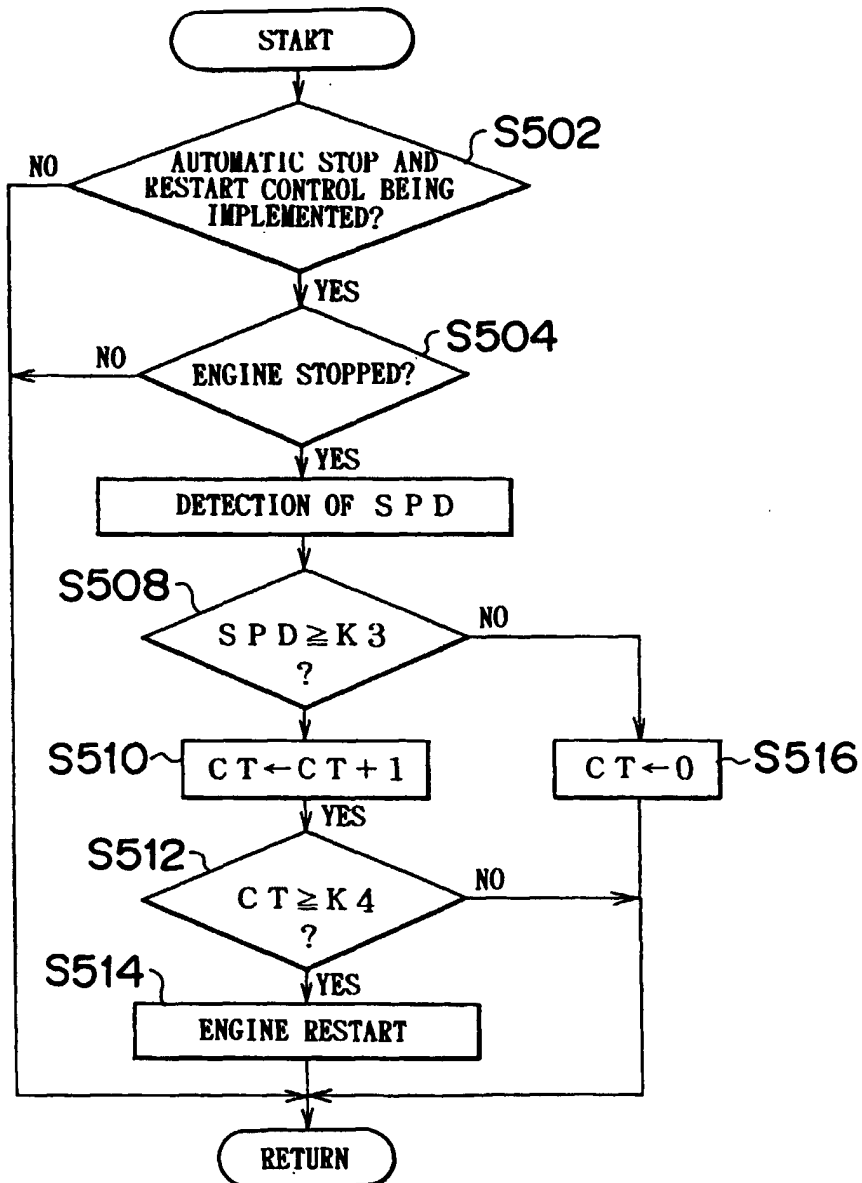 START
S502
NO
AUTOMATIC STOP AND
RESTART CONTROL BEING
IMPLEMENTED?
YES
S504
NO
ENGINE STOPPED?
YES
DETECTION OF SPD
S508
NO
SPD≧K3
?
S510
CT←CT+1
CT←0
S516
YES
S512
NO
CT≧K4
?
S514
YES
ENGINE RESTART
RETURN